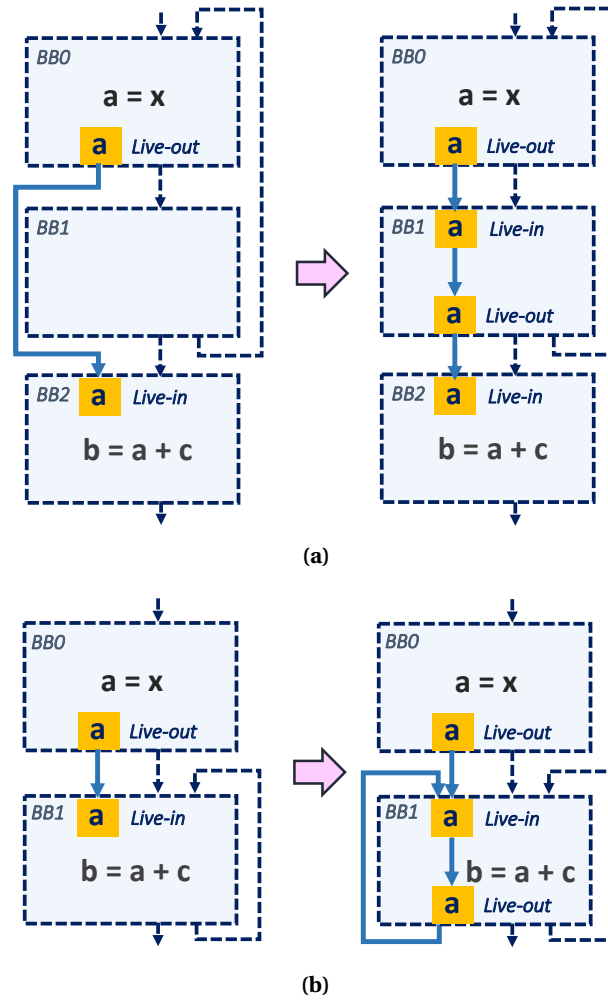 BB0
a = x
a Live-out
BB1
BB2
a Live-in
b = a + c
BB0
a = x
a Live-out
BB1
a Live-in
a Live-out
BB2
a Live-in
b = a + c
(a)
BB0
a = x
a Live-out
BB1
a Live-in
b = a + c
BB0
a = x
a Live-out
BB1
a Live-in
b = a + c
a Live-out
(b)